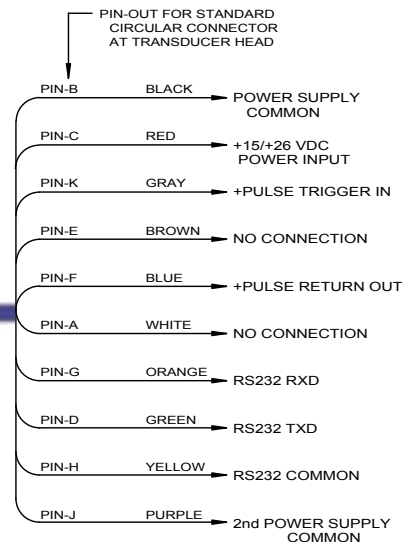 PIN-OUT FOR STANDARD
CIRCULAR CONNECTOR
AT TRANSDUCER HEAD
PIN-B BLACK POWER SUPPLY
COMMON
PIN-C RED +15/+26 VDC
POWER INPUT
PIN-K GRAY +PULSE TRIGGER IN
PIN-E BROWN NO CONNECTION
PIN-F BLUE +PULSE RETURN OUT
PIN-A WHITE NO CONNECTION
PIN-G ORANGE RS232 RXD
PIN-D GREEN RS232 TXD
PIN-H YELLOW RS232 COMMON
PIN-J PURPLE 2nd POWER SUPPLY
COMMON